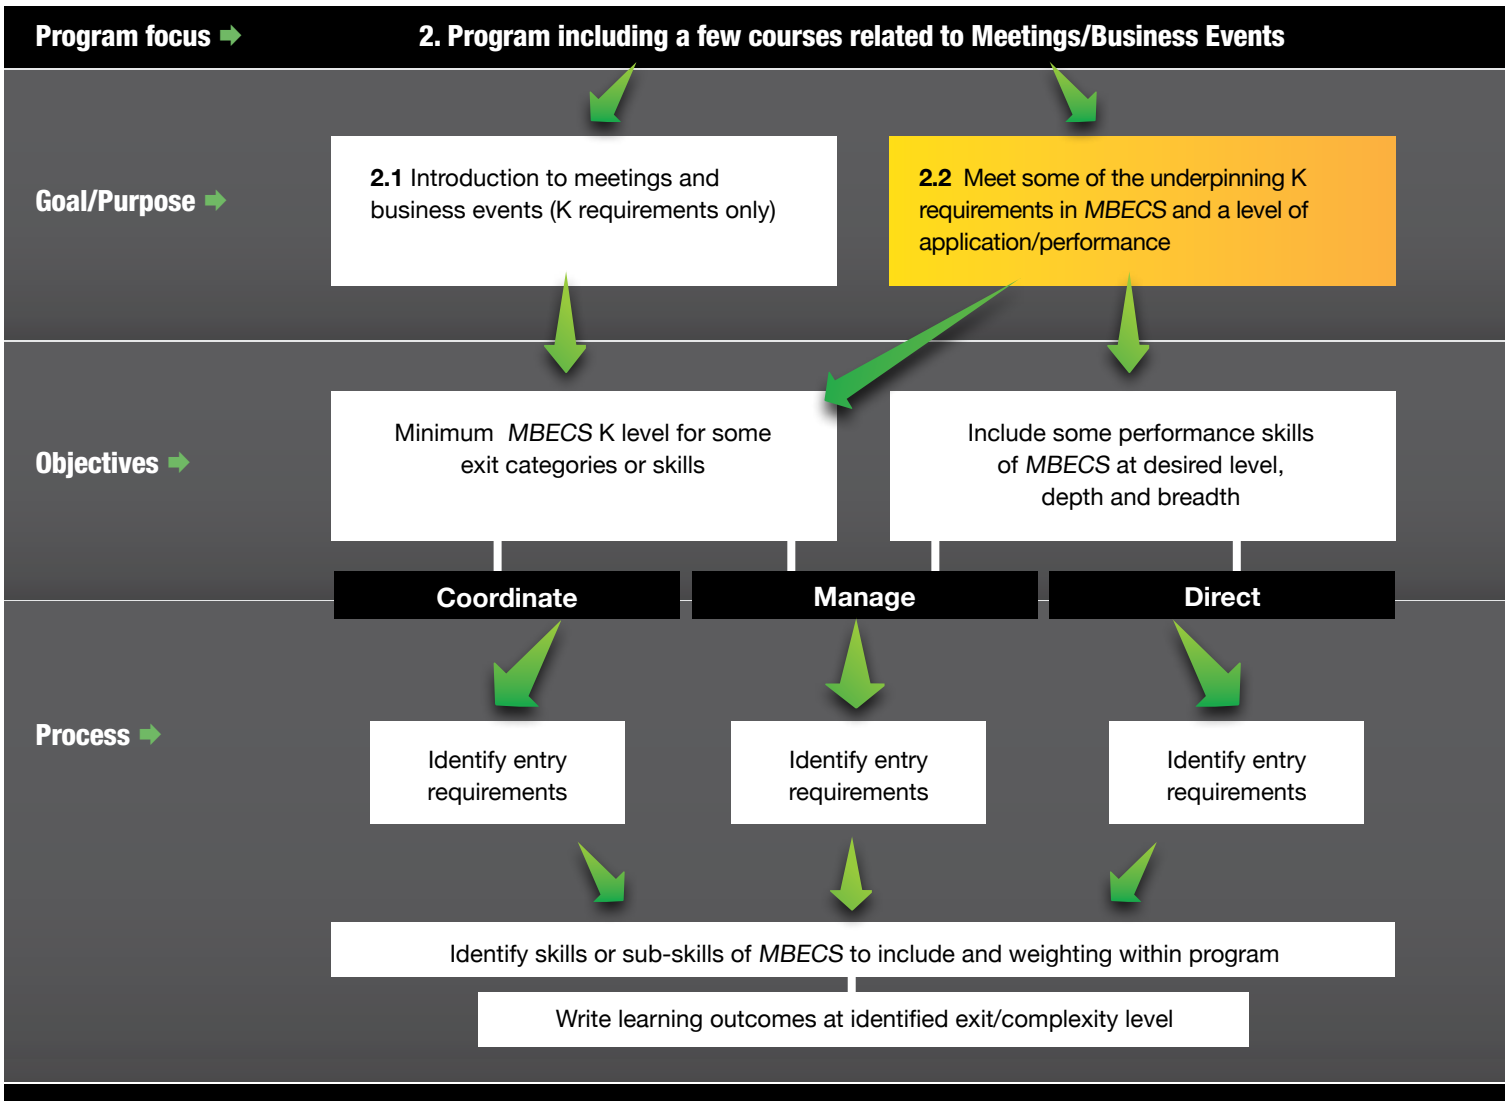 Program focus
2. Program including a few courses related to Meetings/Business Events
Goal/Purpose
2.1 Introduction to meetings and
business events (K requirements only)
2.2 Meet some of the underpinning K
requirements in MBECS and a level of
application/performance
Objectives
Minimum MBECS K level for some
exit categories or skills
Include some performance skills
of MBECS at desired level,
depth and breadth
Coordinate
Manage
Direct
Process
Identify entry
requirements
Identify entry
requirements
Identify entry
requirements
Identify skills or sub-skills of MBECS to include and weighting within program
Write learning outcomes at identified exit/complexity level